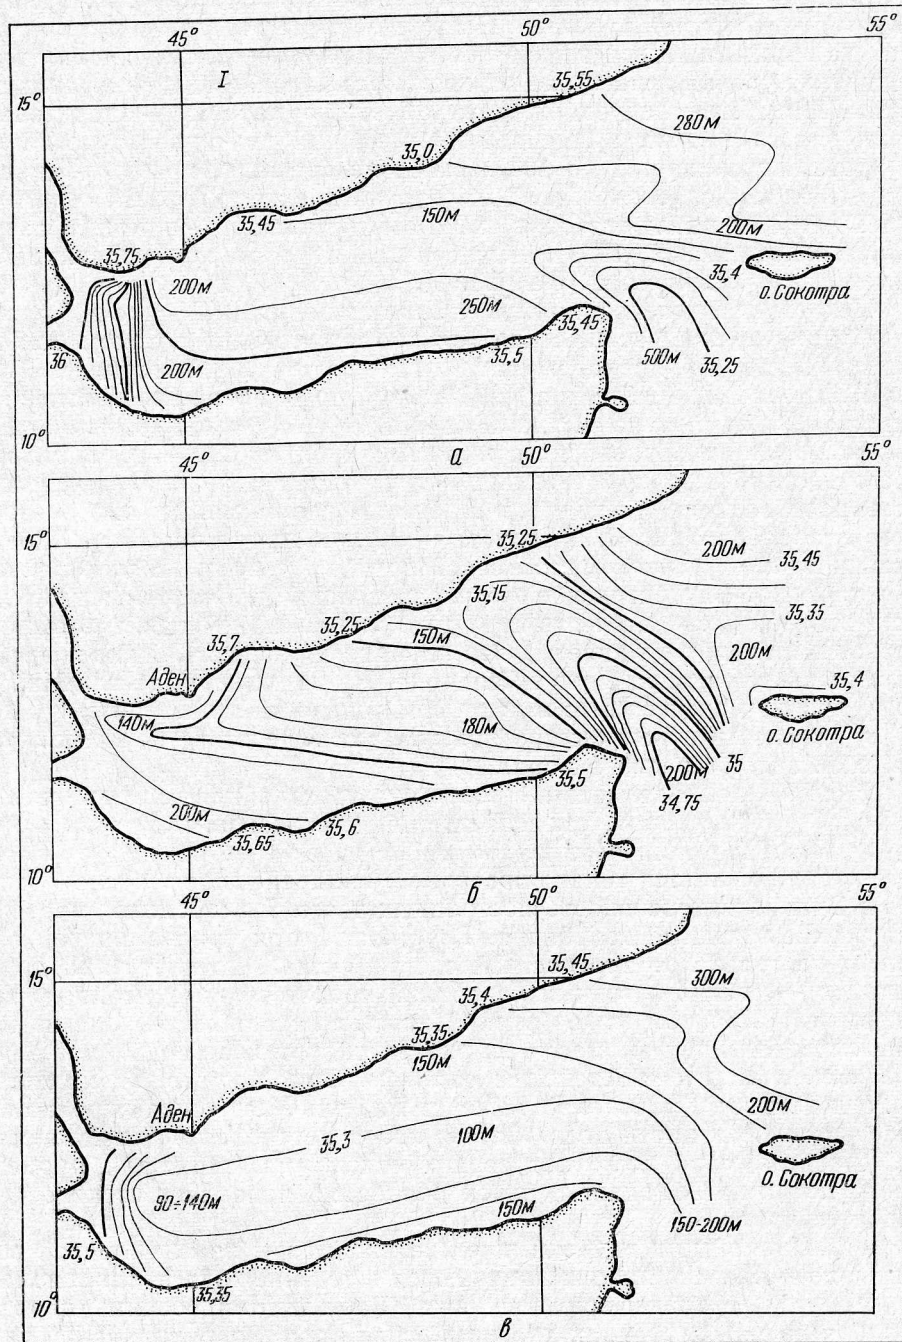 45° 50° 55°
I
15°
35,55
280м
35,0
35,45 150м 200м
35,75
35,4
о. Сокотра
200м
250м 35,45
36 200м 35,5 500м 35,25
10°
а
45° 50° 55°
15°
35,25
200м 35,45
35,15
35,35
35,25 150м
35,7
200м
Аден
35,4
140м 180м
о. Сокотра
35
35,5 200м
34,75
200м
35,65 35,6
10°
б
45° 50° 55°
15°
35,45
300м
35,4
35,35
150м
200м
Аден
35,3 100м
о. Сокотра
90÷140м 150м
150-200м
35,5
35,35
10°
в